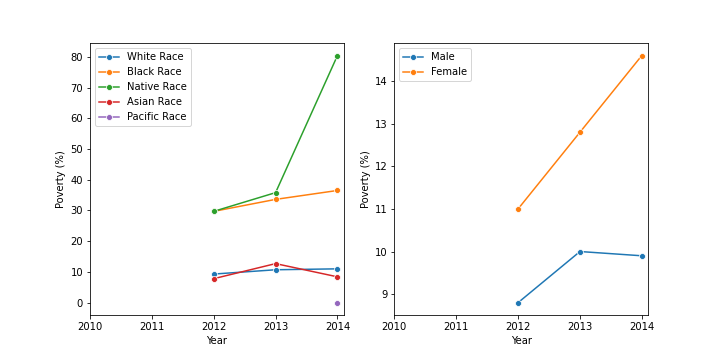 White Race
Black Race
Native Race
Asian Race
Pacific Race
80
70
60
50
40
30
20
10
0
Poverty (%)
2010 2011 2012 2013 2014
Year
Male
Female
14
13
12
11
10
9
Poverty (%)
2010 2011 2012 2013 2014
Year